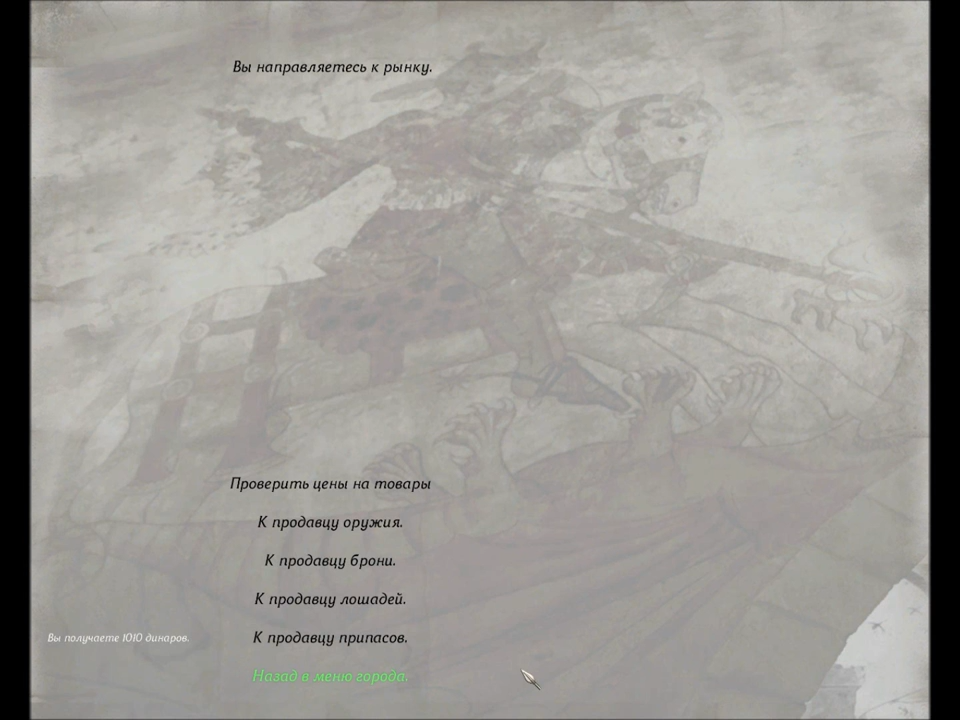 Вы направляетесь к рынку.
Проверить цены на товары
К продавцу оружия.
К продавцу брони.
К продавцу лошадей.
К продавцу припасов.
Вы получаете 1010 динаров.
Назад в меню города.